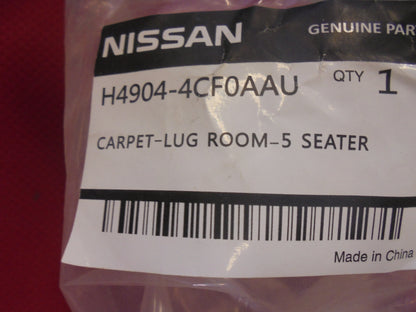 NISSAN GENUINE PAR
H4904-4CF0AAU QTY 1
CARPET-LUG ROOM-5 SEATER
Made in China